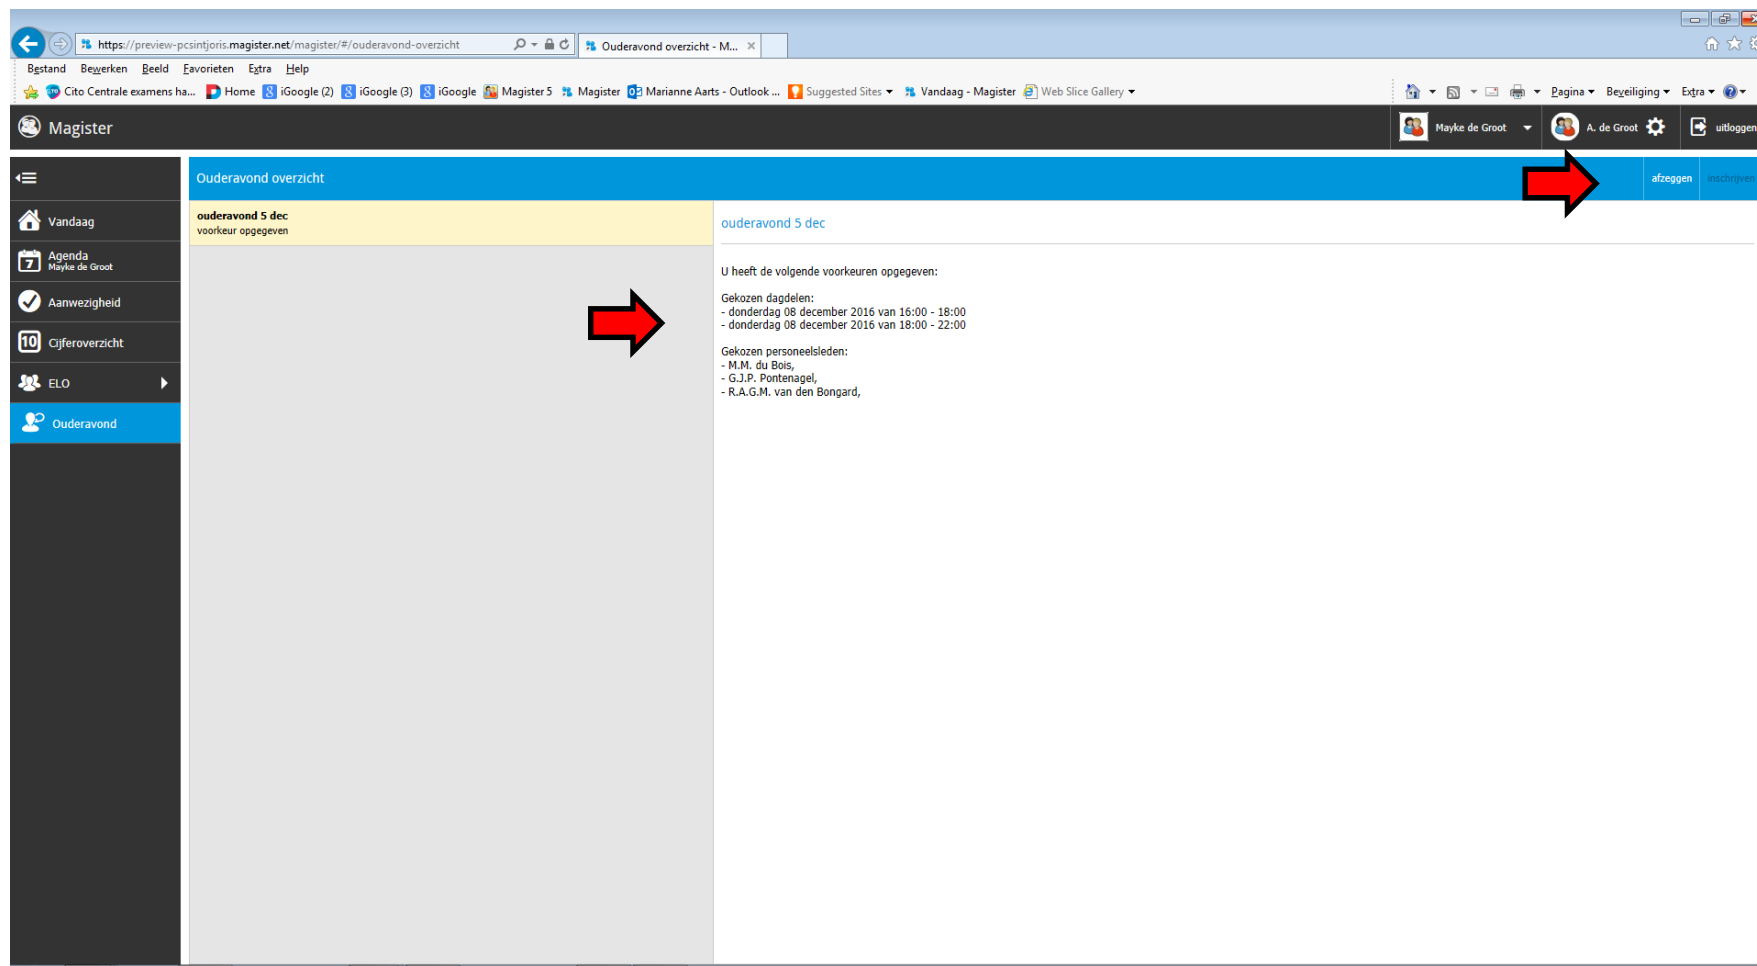 https://preview-pcsintjoris.magister.net/magister/#/ouderavond-overzicht
Ouderavond overzicht - M...
Bestand Bewerken Beeld Favorieten Extra Help
Cito Centrale examens ha... Home iGoogle (2) iGoogle (3) iGoogle Magister 5 Magister Marianne Aarts - Outlook ... Suggested Sites Vandaag - Magister Web Slice Gallery
Pagina Beveiliging Extra
Magister
Mayke de Groot
A. de Groot
uitloggen
Ouderavond overzicht
afzeggen inschrijven
Vandaag
7 Agenda
Mayke de Groot
Aanwezigheid
10 Cijferoverzicht
ELO
Ouderavond
ouderavond 5 dec
voorkeur opgegeven
ouderavond 5 dec
U heeft de volgende voorkeuren opgegeven:
Gekozen dagdelen:
- donderdag 08 december 2016 van 16:00 - 18:00
- donderdag 08 december 2016 van 18:00 - 22:00
Gekozen personeelsleden:
- M.M. du Bois,
- G.J.P. Pontenagel,
- R.A.G.M. van den Bongard,